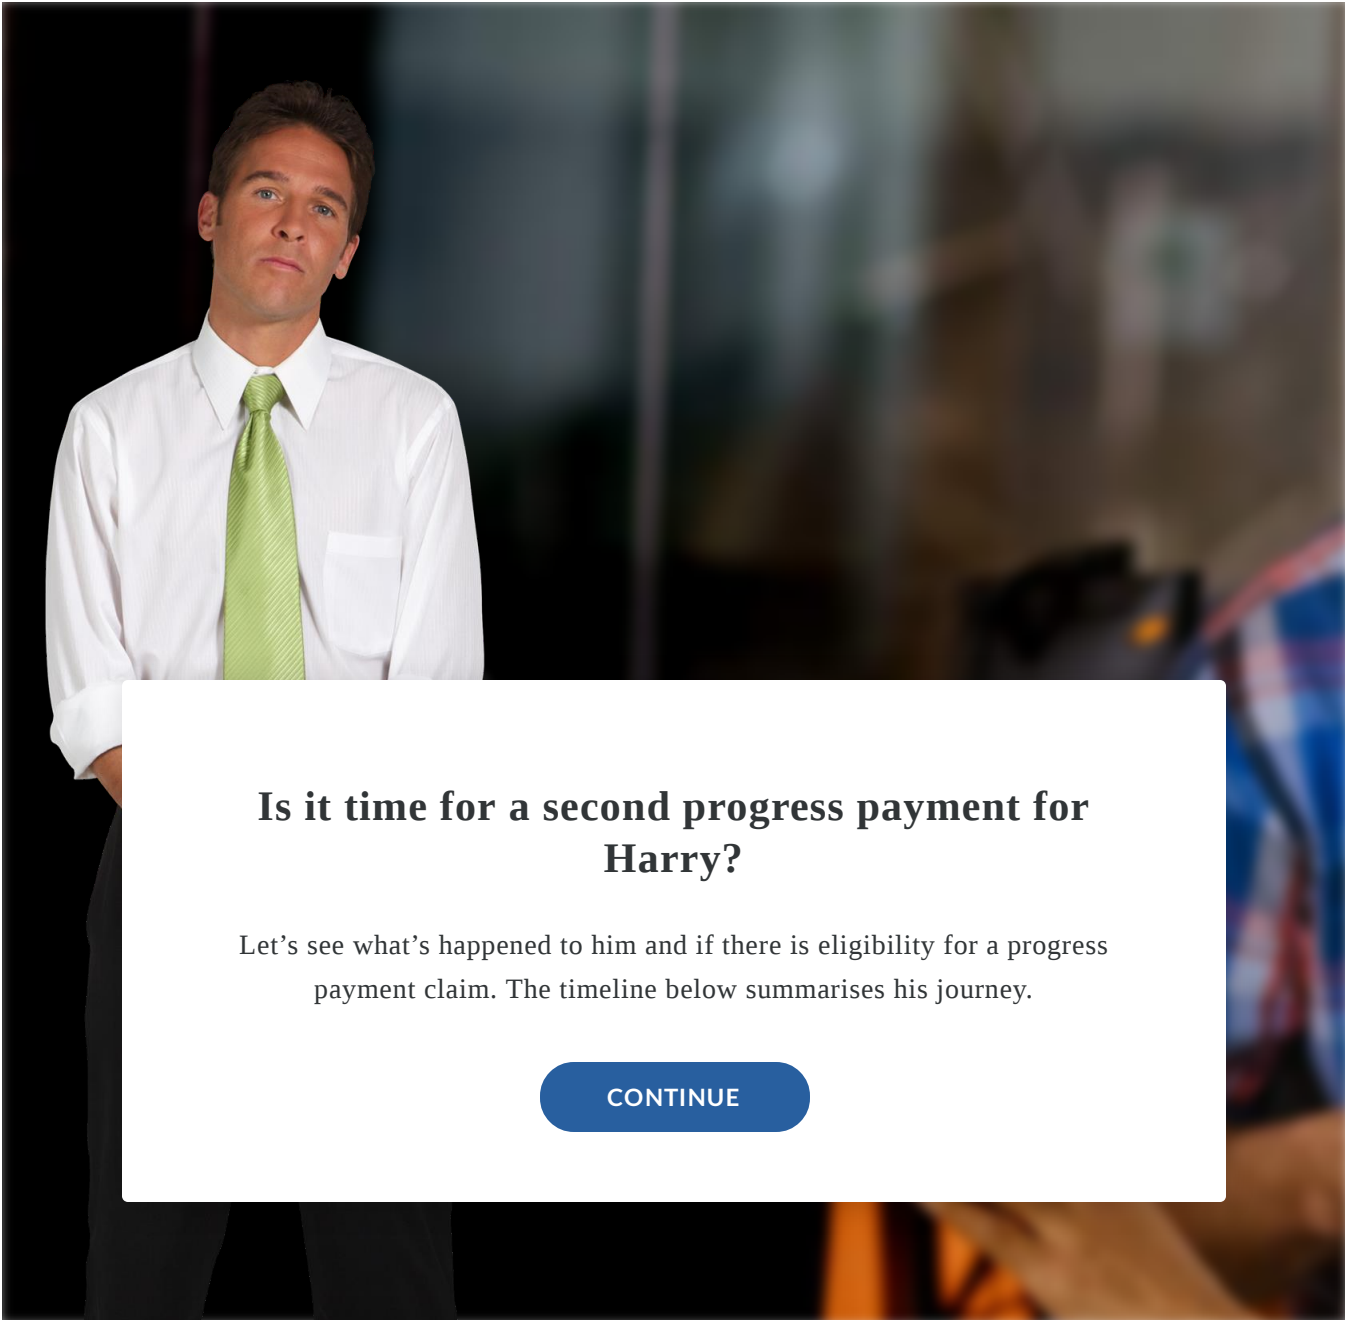 Is it time for a second progress payment for
Harry?
Let’s see what’s happened to him and if there is eligibility for a progress
payment claim. The timeline below summarises his journey.
CONTINUE